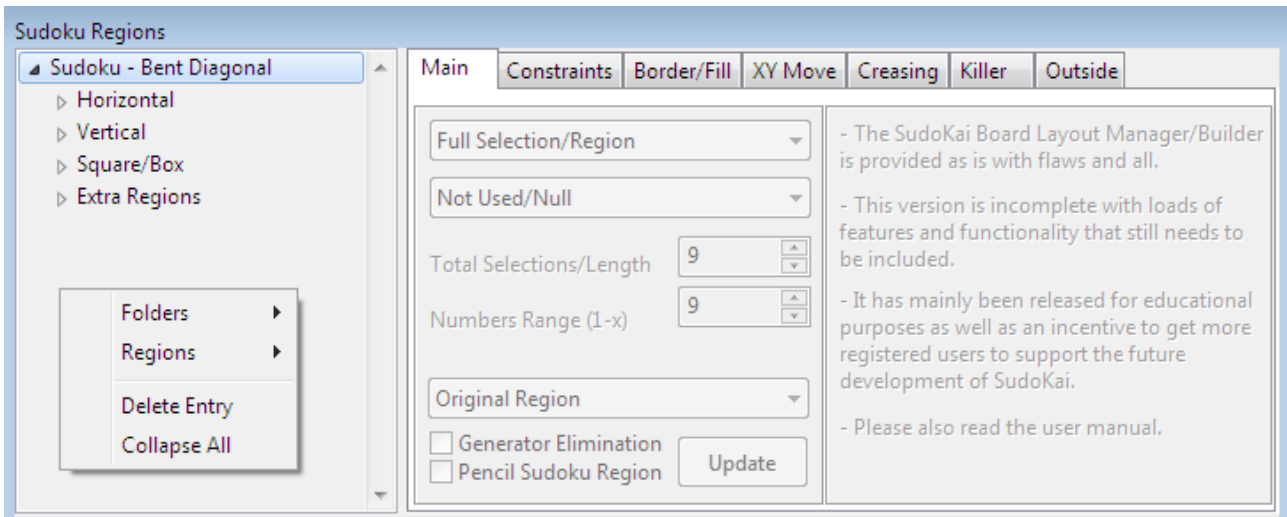 Sudoku Regions
Sudoku - Bent Diagonal
Horizontal
Vertical
Square/Box
Extra Regions
Folders
Regions
Delete Entry
Collapse All
Main Constraints Border/Fill XY Move Creasing Killer Outside
Full Selection/Region
Not Used/Null
Total Selections/Length 9
Numbers Range (1-x) 9
Original Region
Generator Elimination
Pencil Sudoku Region
Update
- The SudoKai Board Layout Manager/Builder
is provided as is with flaws and all.
- This version is incomplete with loads of
features and functionality that still needs to
be included.
- It has mainly been released for educational
purposes as well as an incentive to get more
registered users to support the future
development of SudoKai.
- Please also read the user manual.